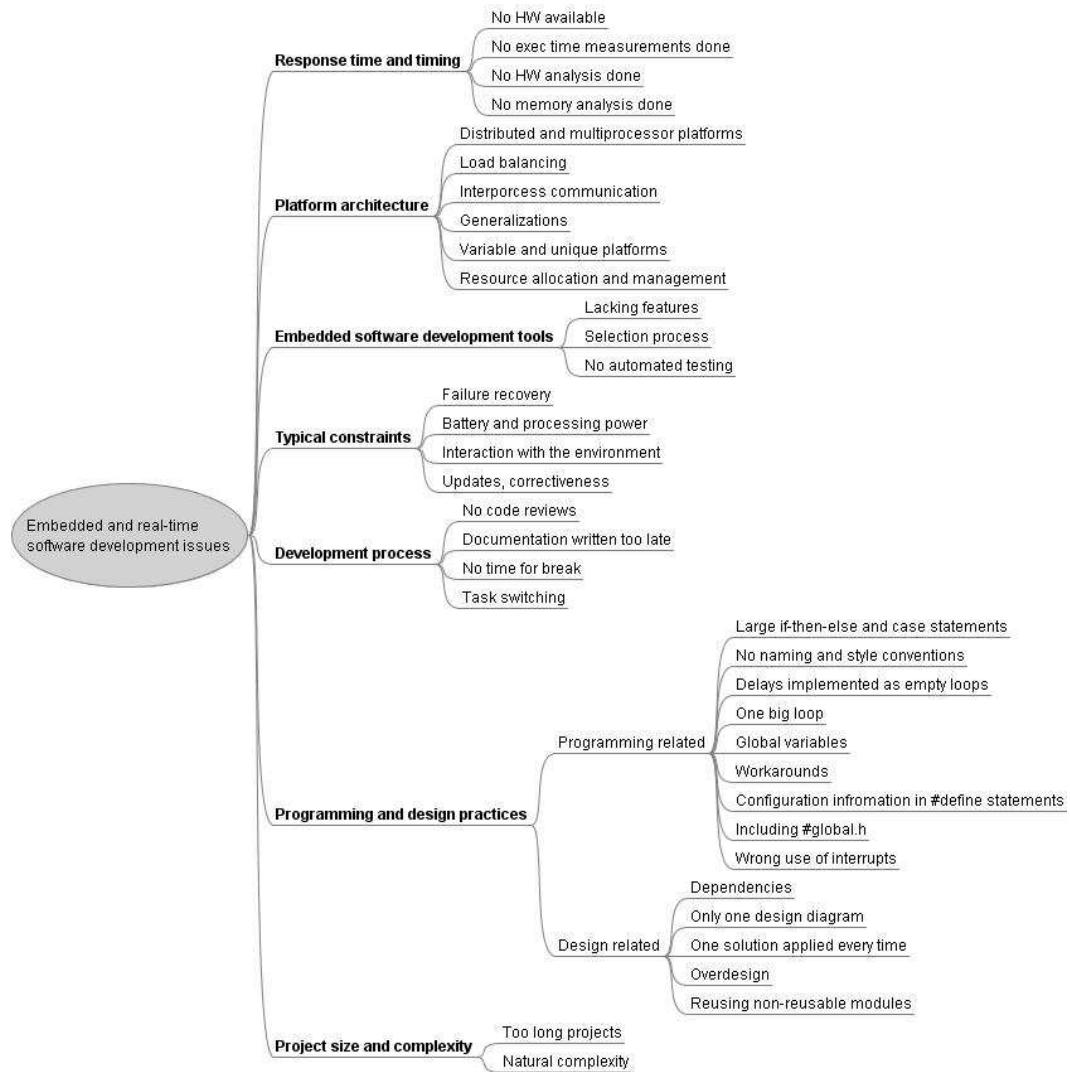 No HW available
No exec time measurements done
Response time and timing
No HW analysis done
No memory analysis done
Distributed and multiprocessor platforms
Load balancing
Interporcess communication
Platform architecture
Generalizations
Variable and unique platforms
Resource allocation and management
Lacking features
Embedded software development tools
Selection process
No automated testing
Failure recovery
Battery and processing power
Typical constraints
Interaction with the environment
Updates, correctiveness
Embedded and real-time
software development issues
No code reviews
Documentation written too late
Development process
No time for break
Task switching
Large if-then-else and case statements
No naming and style conventions
Delays implemented as empty loops
One big loop
Programming related
Global variables
Workarounds
Configuration infromation in #define statements
Including #global.h
Wrong use of interrupts
Programming and design practices
Dependencies
Only one design diagram
Design related
One solution applied every time
Overdesign
Reusing non-reusable modules
Too long projects
Project size and complexity
Natural complexity